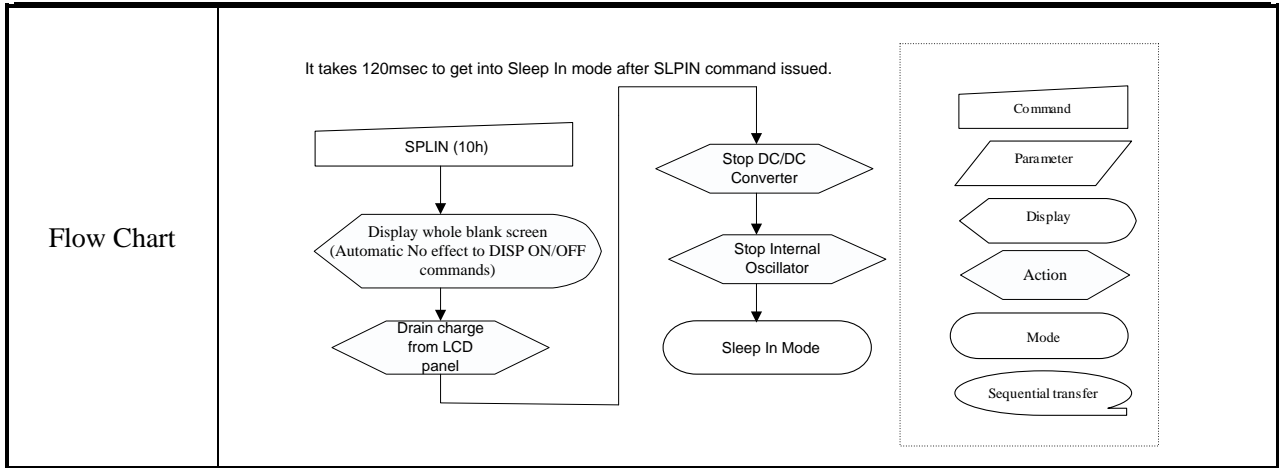 Flow Chart
It takes 120msec to get into Sleep In mode after SLPIN command issued.
SPLIN (10h)
Display whole blank screen
(Automatic No effect to DISP ON/OFF
commands)
Drain charge
from LCD
panel
Stop DC/DC
Converter
Stop Internal
Oscillator
Sleep In Mode
Command
Parameter
Display
Action
Mode
Sequential transfer